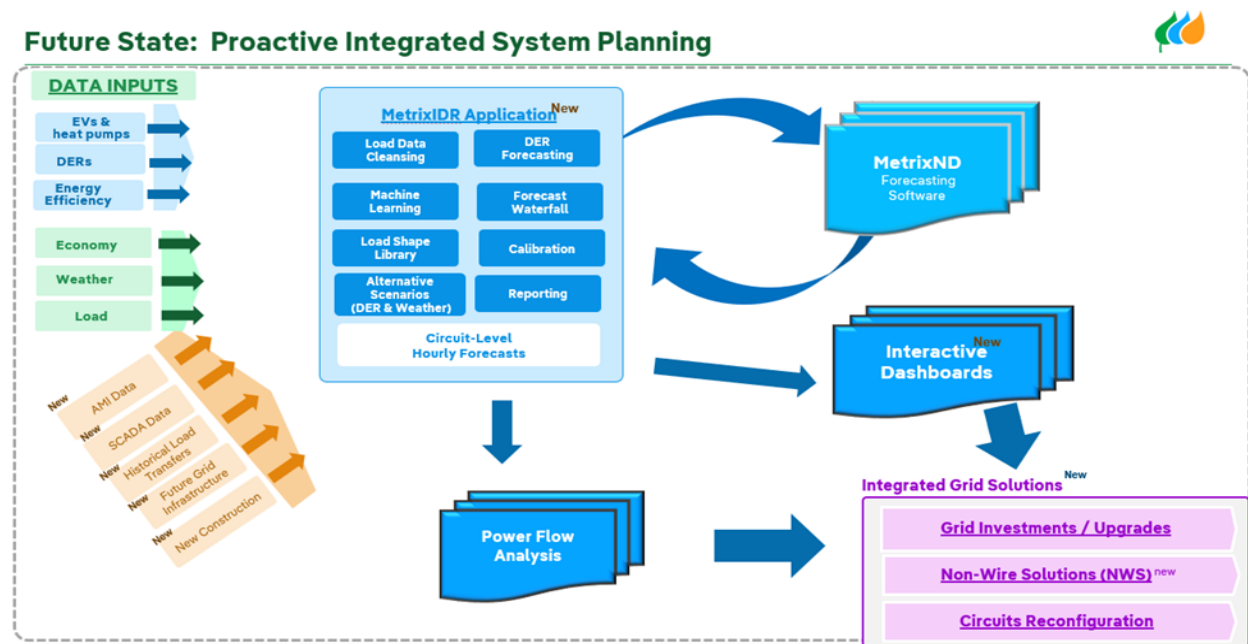 Future State: Proactive Integrated System Planning
DATA INPUTS
EVs &
heat pumps
DERs
Energy
Efficiency
Economy
Weather
Load
New
AMI Data
New
SCADA Data
New
Historical Load
Transfers
New
Future Grid
Infrastructure
New
New Construction
MetrixIDR Application New
Load Data
Cleansing
DER
Forecasting
Machine
Learning
Forecast
Waterfall
Load Shape
Library
Calibration
Alternative
Scenarios
(DER & Weather)
Reporting
Circuit-Level
Hourly Forecasts
MetrixND
Forecasting
Software
New
Interactive
Dashboards
Power Flow
Analysis
Integrated Grid Solutions New
Grid Investments / Upgrades
Non-Wire Solutions (NWS) new
Circuits Reconfiguration